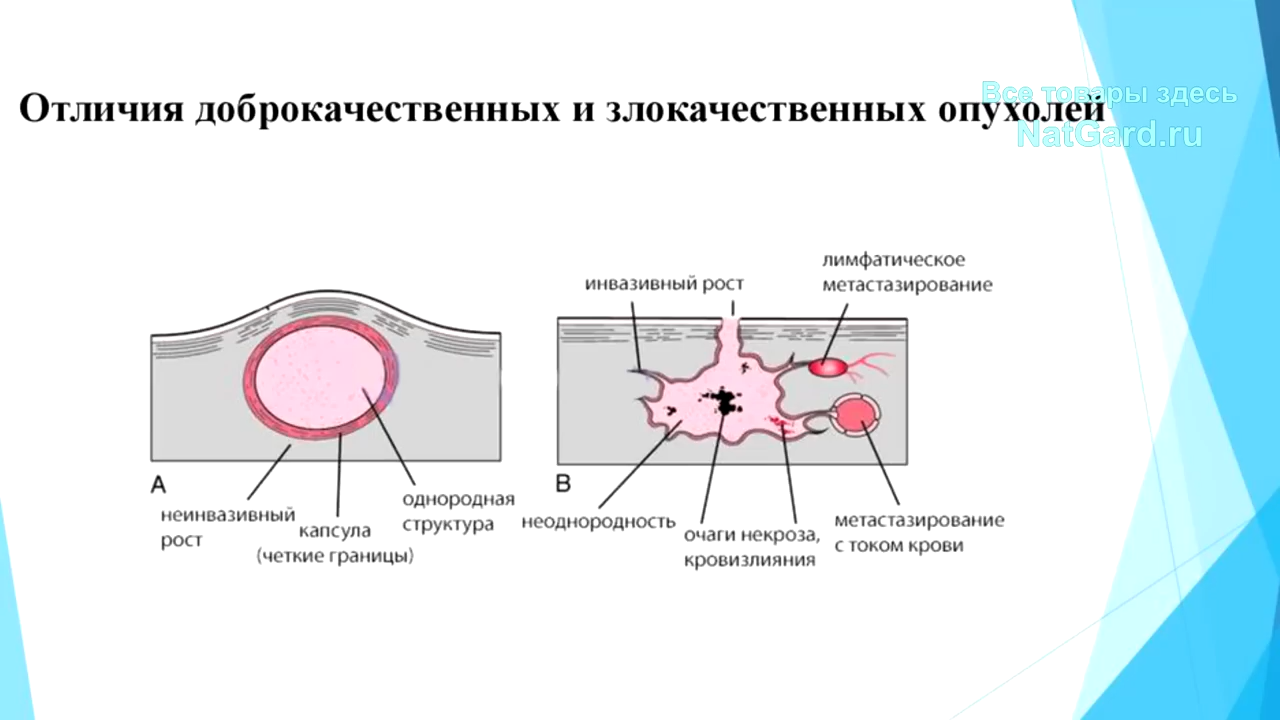 Все товары здесь
Отличия доброкачественных и злокачественных опухолей
NatGard.ru
лимфатическое
метастазирование
инвазивный рост
A
B
неинвазивный
рост
капсула
(четкие границы)
однородная
структура
неоднородность
очаги некроза,
кровизлияния
метастазирование
с током крови